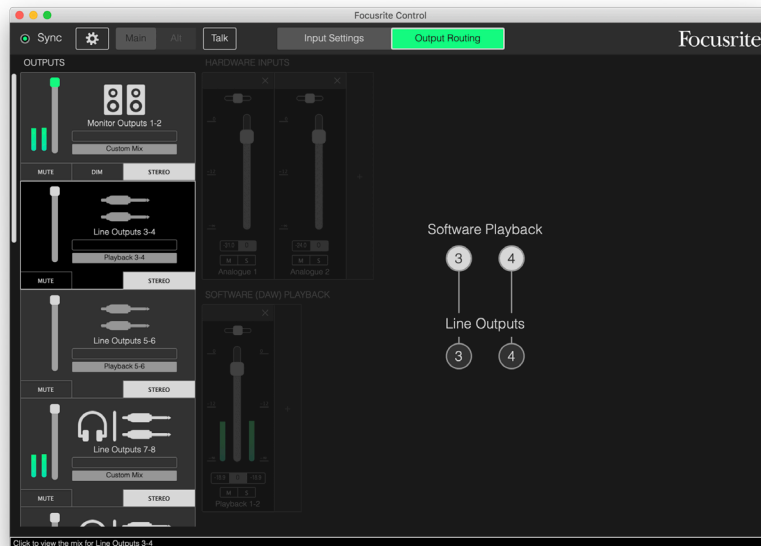 Focusrite Control
Sync
Main
Alt
Talk
Input Settings
Output Routing
Focusrite
OUTPUTS
Monitor Outputs 1-2
Custom Mix
MUTE
DIM
STEREO
Line Outputs 3-4
Playback 3-4
MUTE
STEREO
Line Outputs 5-6
Playback 5-6
MUTE
STEREO
Line Outputs 7-8
Custom Mix
MUTE
STEREO
HARDWARE INPUTS
0
0
M S
M S
Analogue 1
Analogue 2
SOFTWARE (DAW) PLAYBACK
0
M S
Playback 1-2
Software Playback
3 4
Line Outputs
3 4
Click to view the mix for Line Outputs 3-4